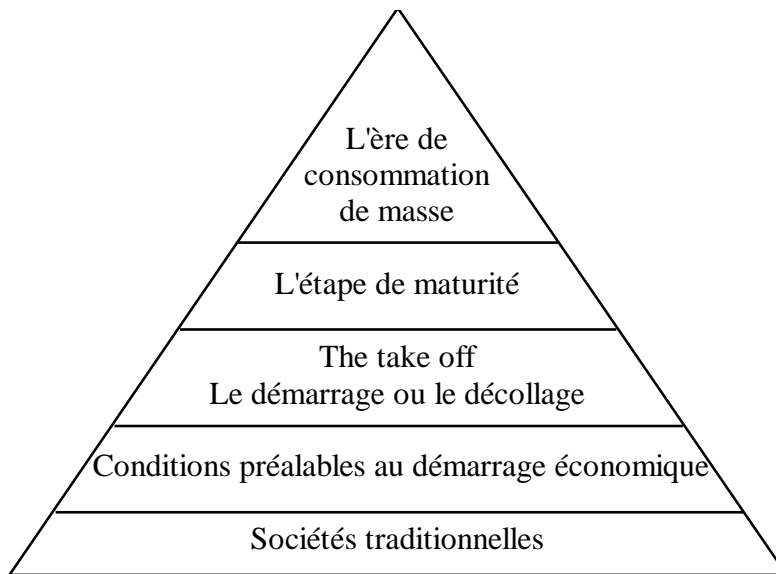 L'ère de
consommation
de masse
L'étape de maturité
The take off
Le démarrage ou le décollage
Conditions préalables au démarrage économique
Sociétés traditionnelles